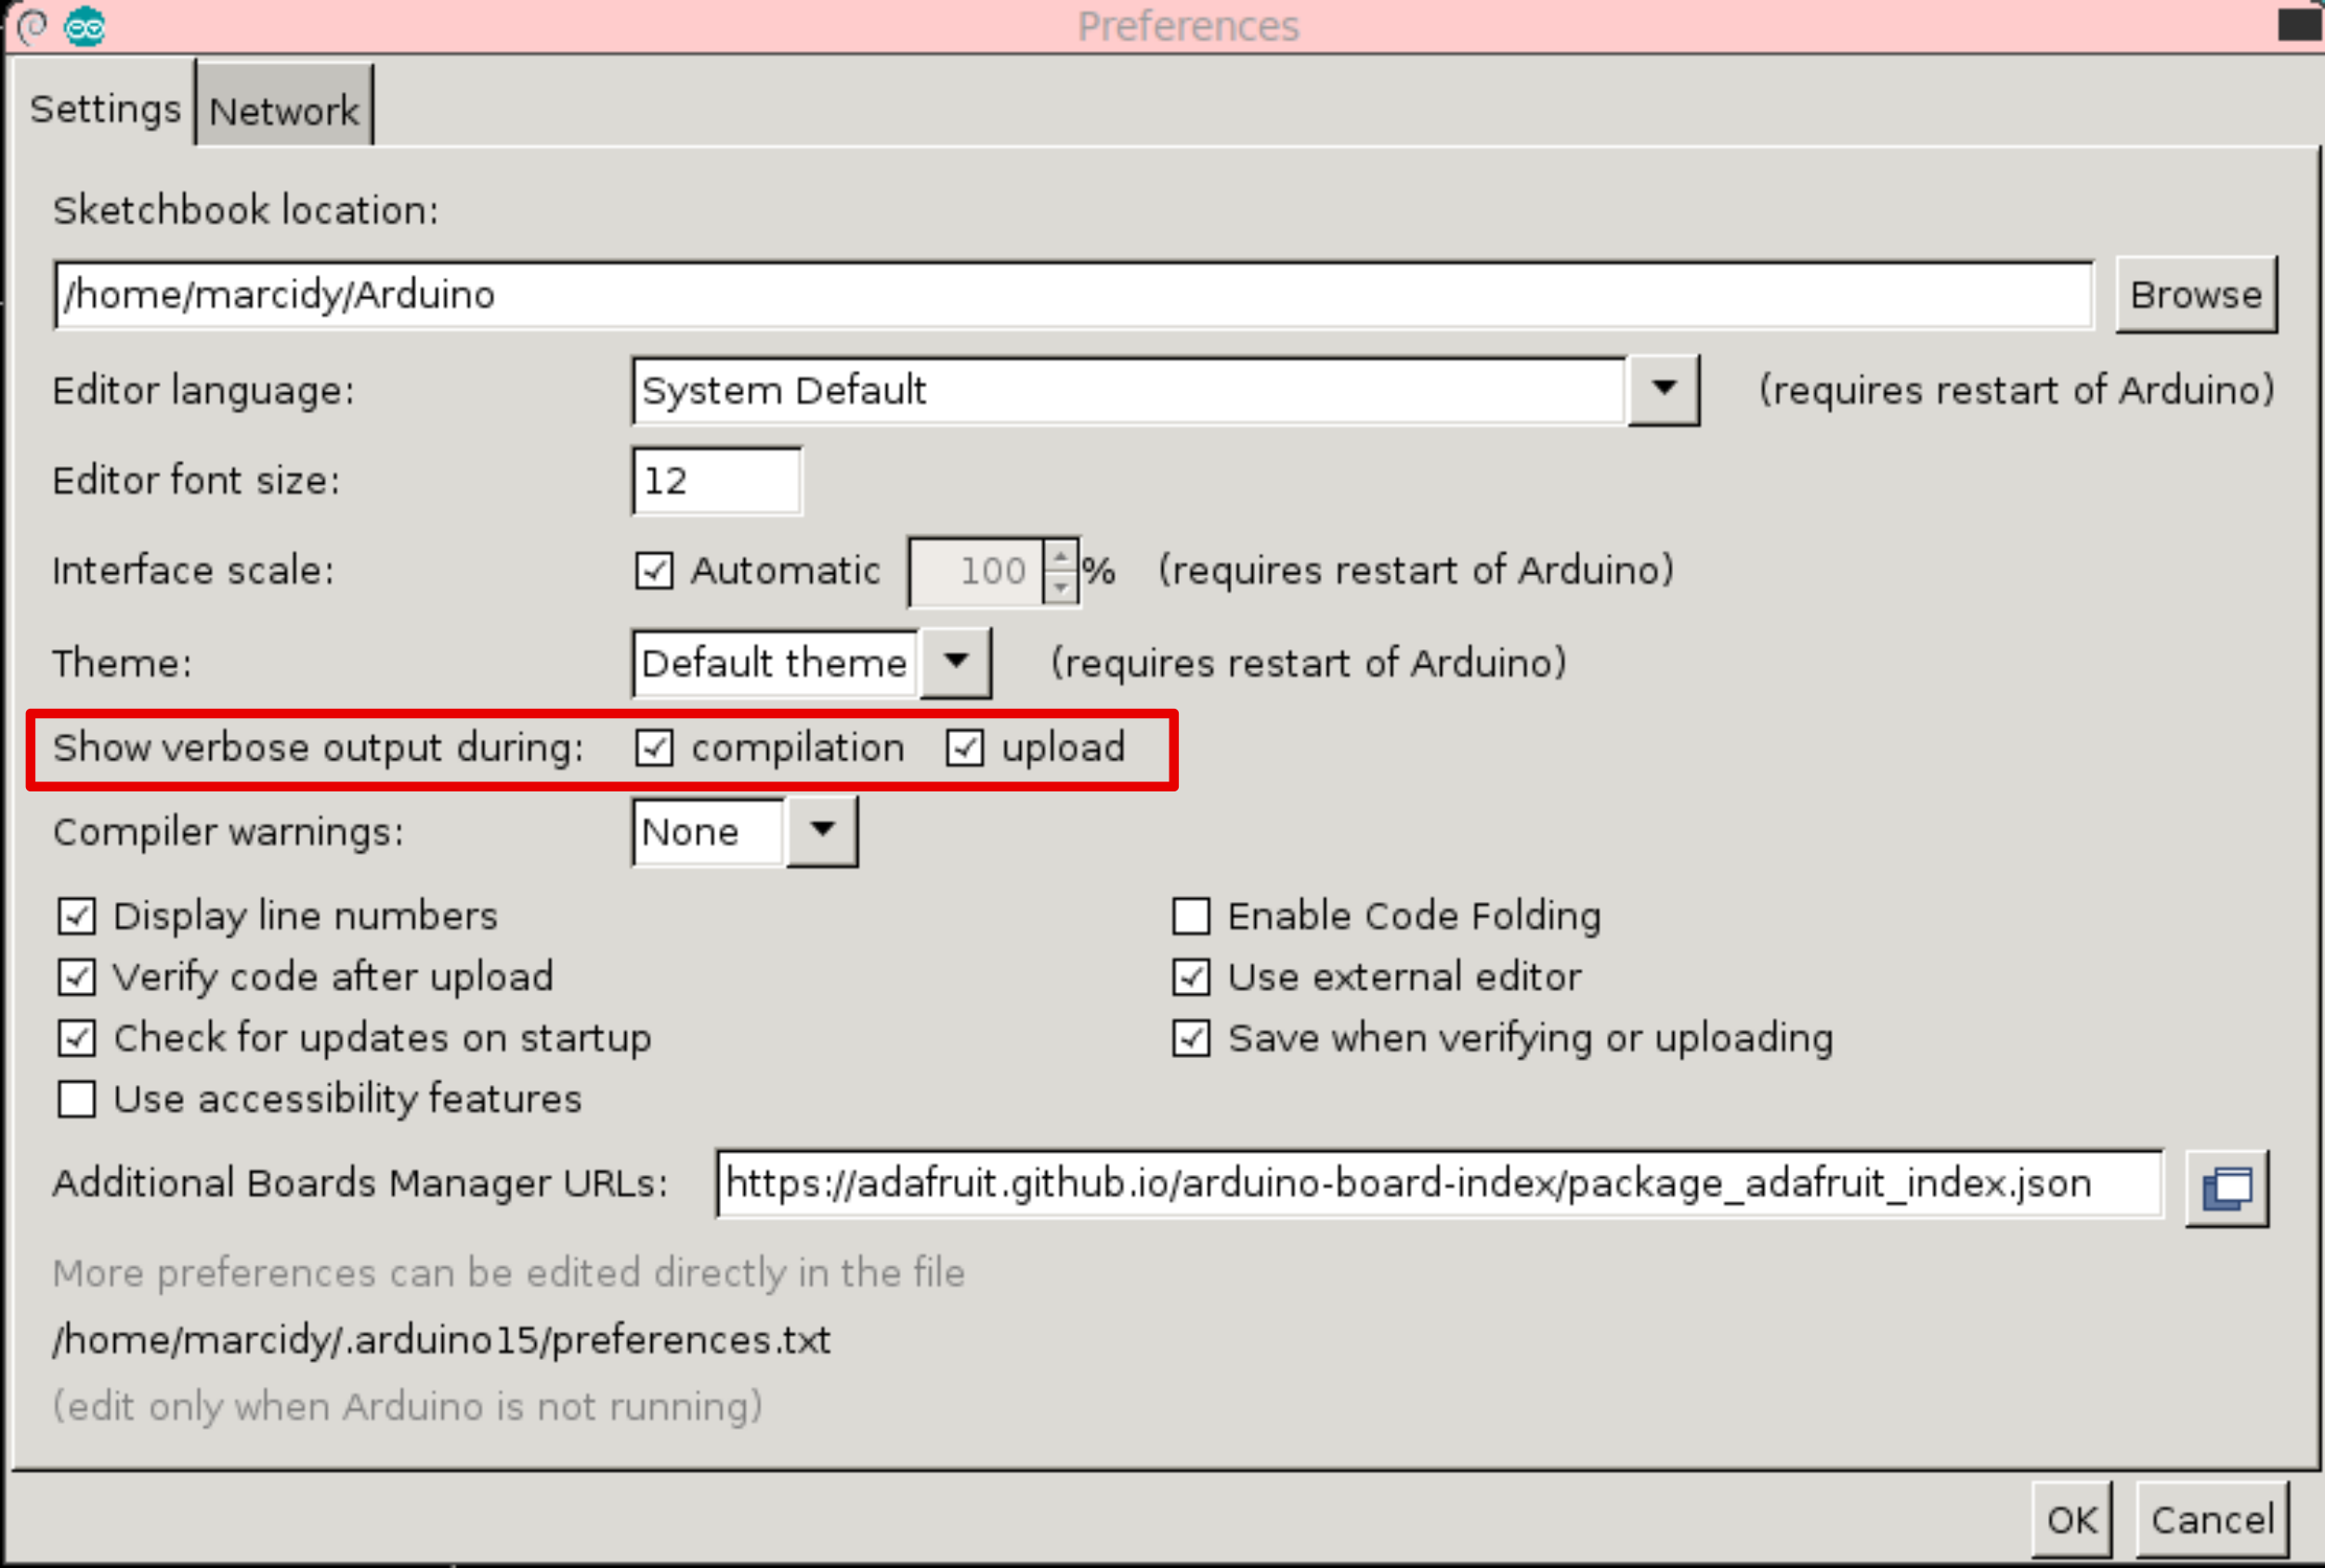 Preferences
Settings Network
Sketchbook location:
/home/marcidy/Arduino Browse
Editor language: System Default (requires restart of Arduino)
Editor font size: 12
Interface scale: Automatic 100 % (requires restart of Arduino)
Theme: Default theme (requires restart of Arduino)
Show verbose output during: compilation upload
Compiler warnings: None
Display line numbers Enable Code Folding
Verify code after upload Use external editor
Check for updates on startup Save when verifying or uploading
Use accessibility features
Additional Boards Manager URLs: https://adafruit.github.io/arduino-board-index/package_adafruit_index.json
More preferences can be edited directly in the file
/home/marcidy/.arduino15/preferences.txt
(edit only when Arduino is not running)
OK Cancel